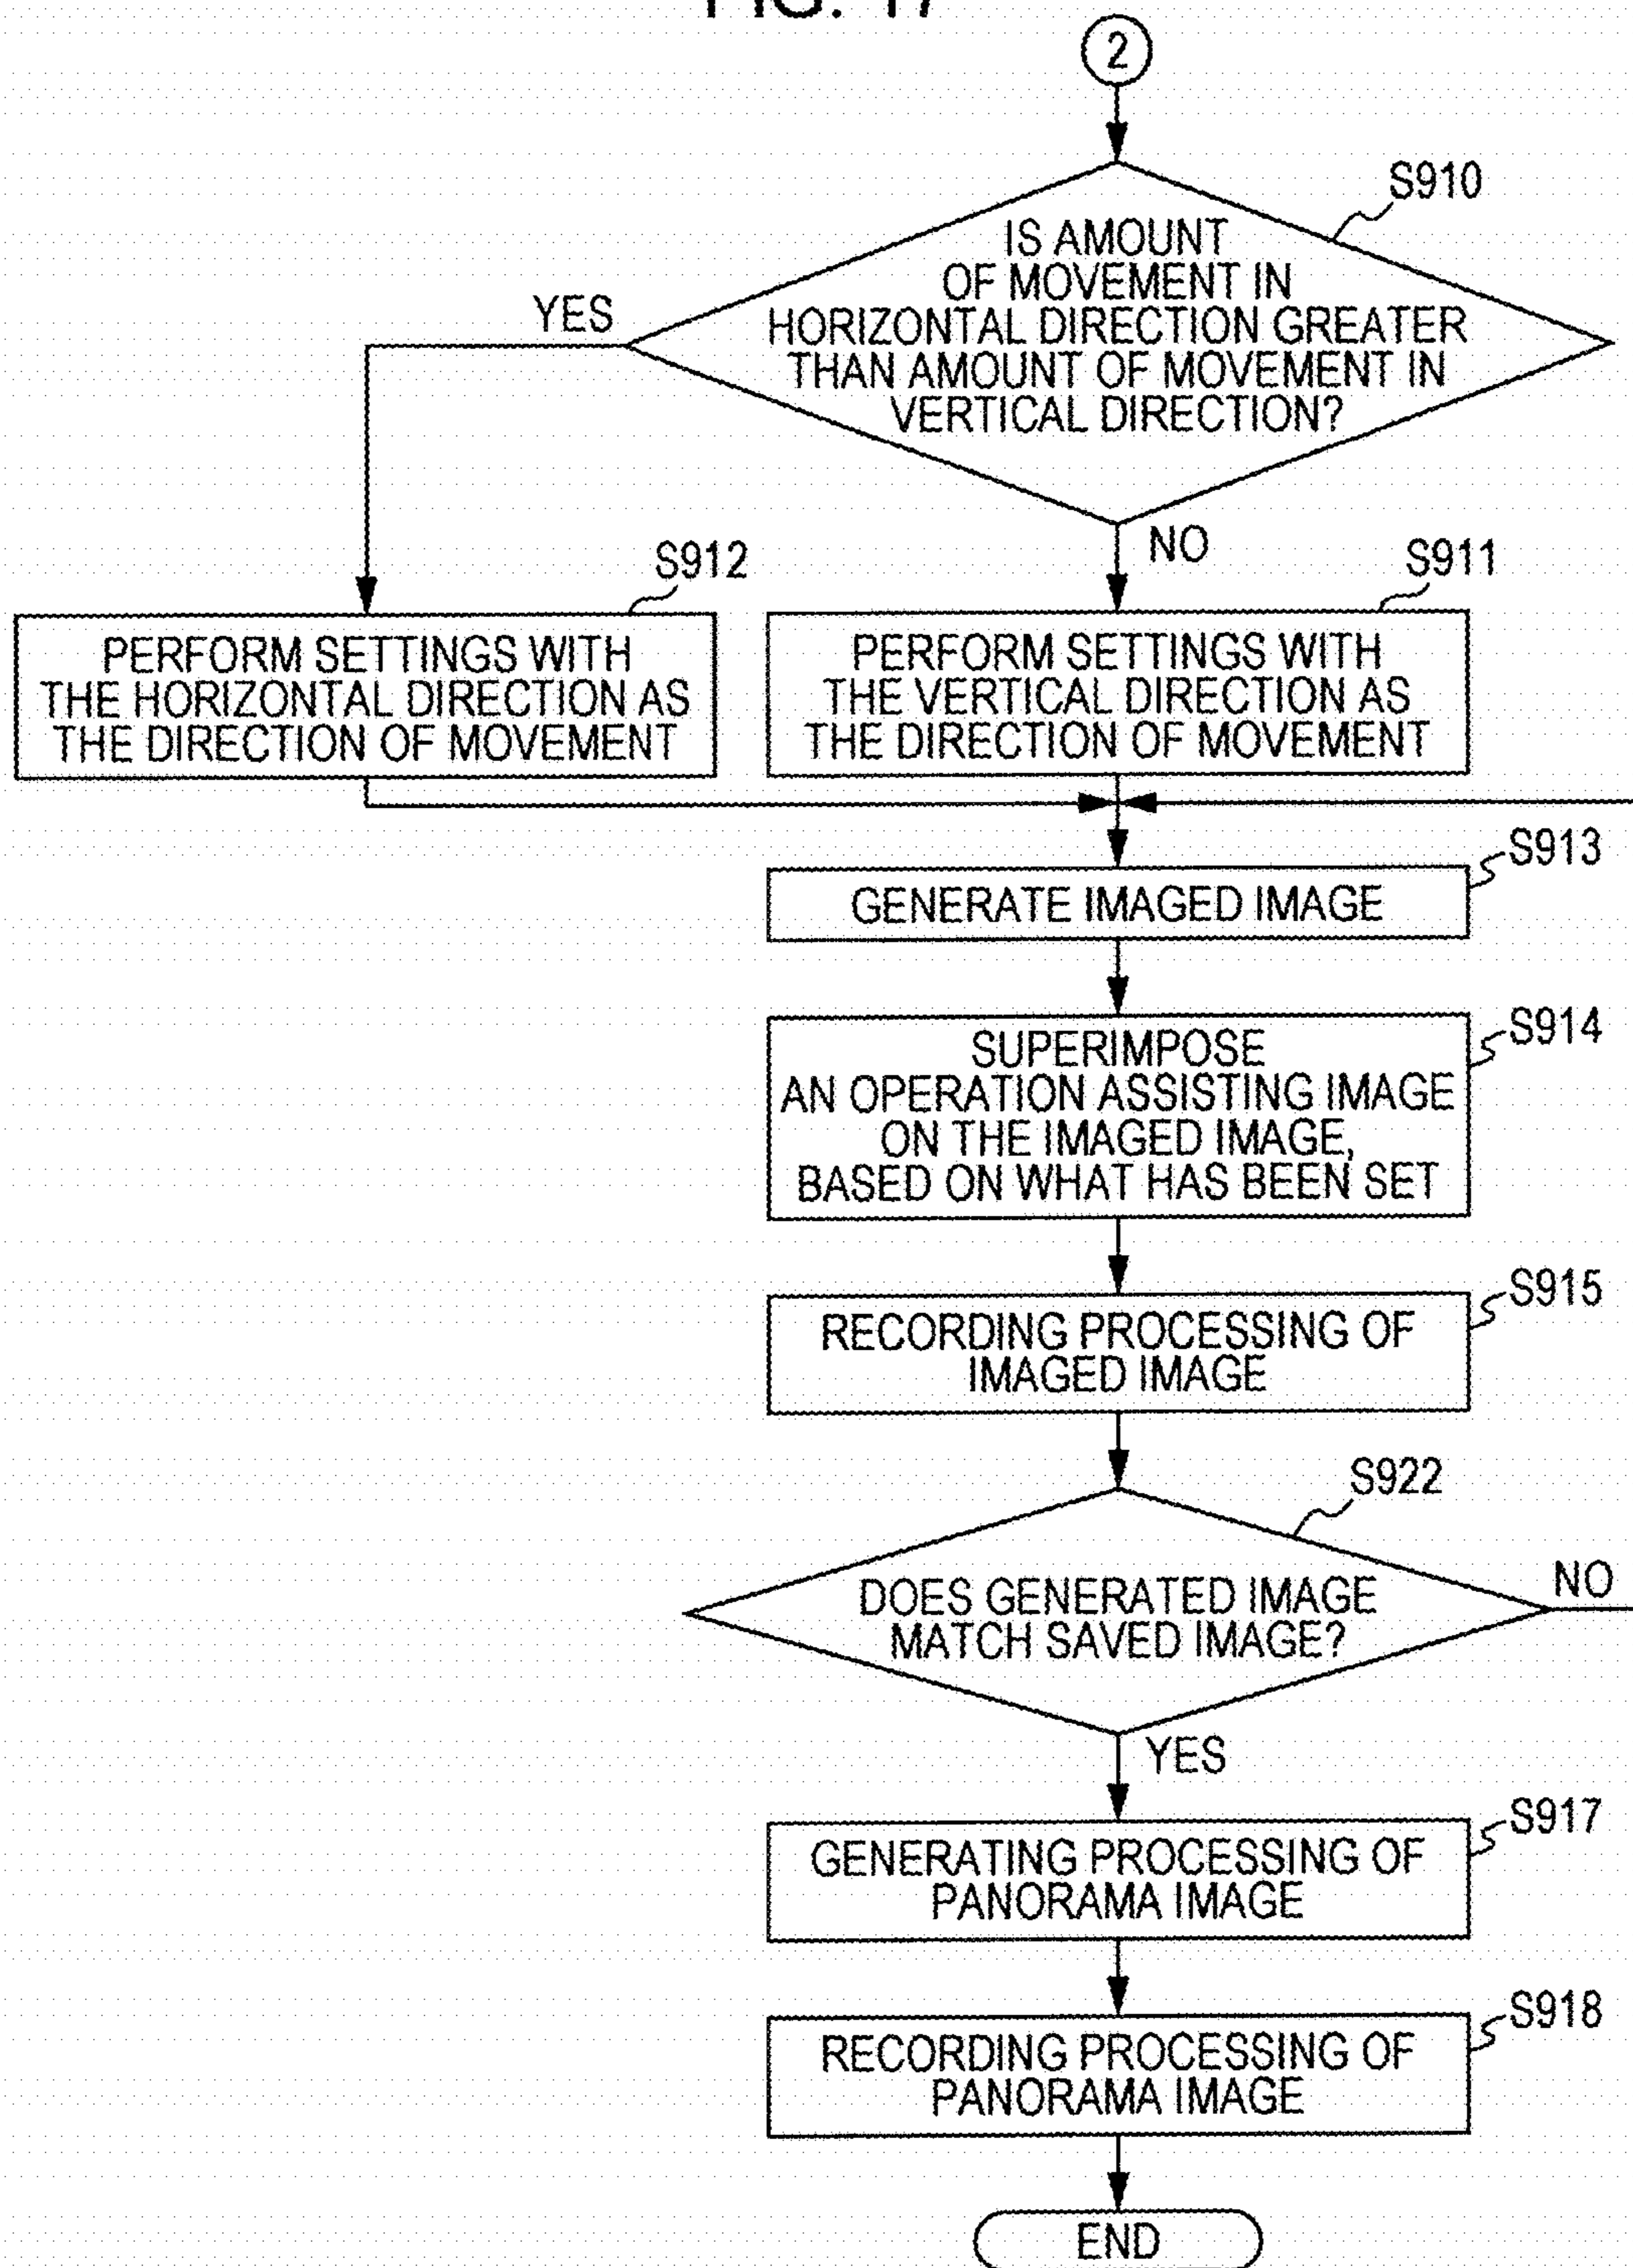 FIG. 17
2
S910
IS AMOUNT
OF MOVEMENT IN
HORIZONTAL DIRECTION GREATER
THAN AMOUNT OF MOVEMENT IN
VERTICAL DIRECTION?
YES
NO
S912
PERFORM SETTINGS WITH
THE HORIZONTAL DIRECTION AS
THE DIRECTION OF MOVEMENT
S911
PERFORM SETTINGS WITH
THE VERTICAL DIRECTION AS
THE DIRECTION OF MOVEMENT
S913
GENERATE IMAGED IMAGE
S914
SUPERIMPOSE
AN OPERATION ASSISTING IMAGE
ON THE IMAGED IMAGE,
BASED ON WHAT HAS BEEN SET
S915
RECORDING PROCESSING OF
IMAGED IMAGE
S922
DOES GENERATED IMAGE
MATCH SAVED IMAGE?
NO
YES
S917
GENERATING PROCESSING OF
PANORAMA IMAGE
S918
RECORDING PROCESSING OF
PANORAMA IMAGE
END